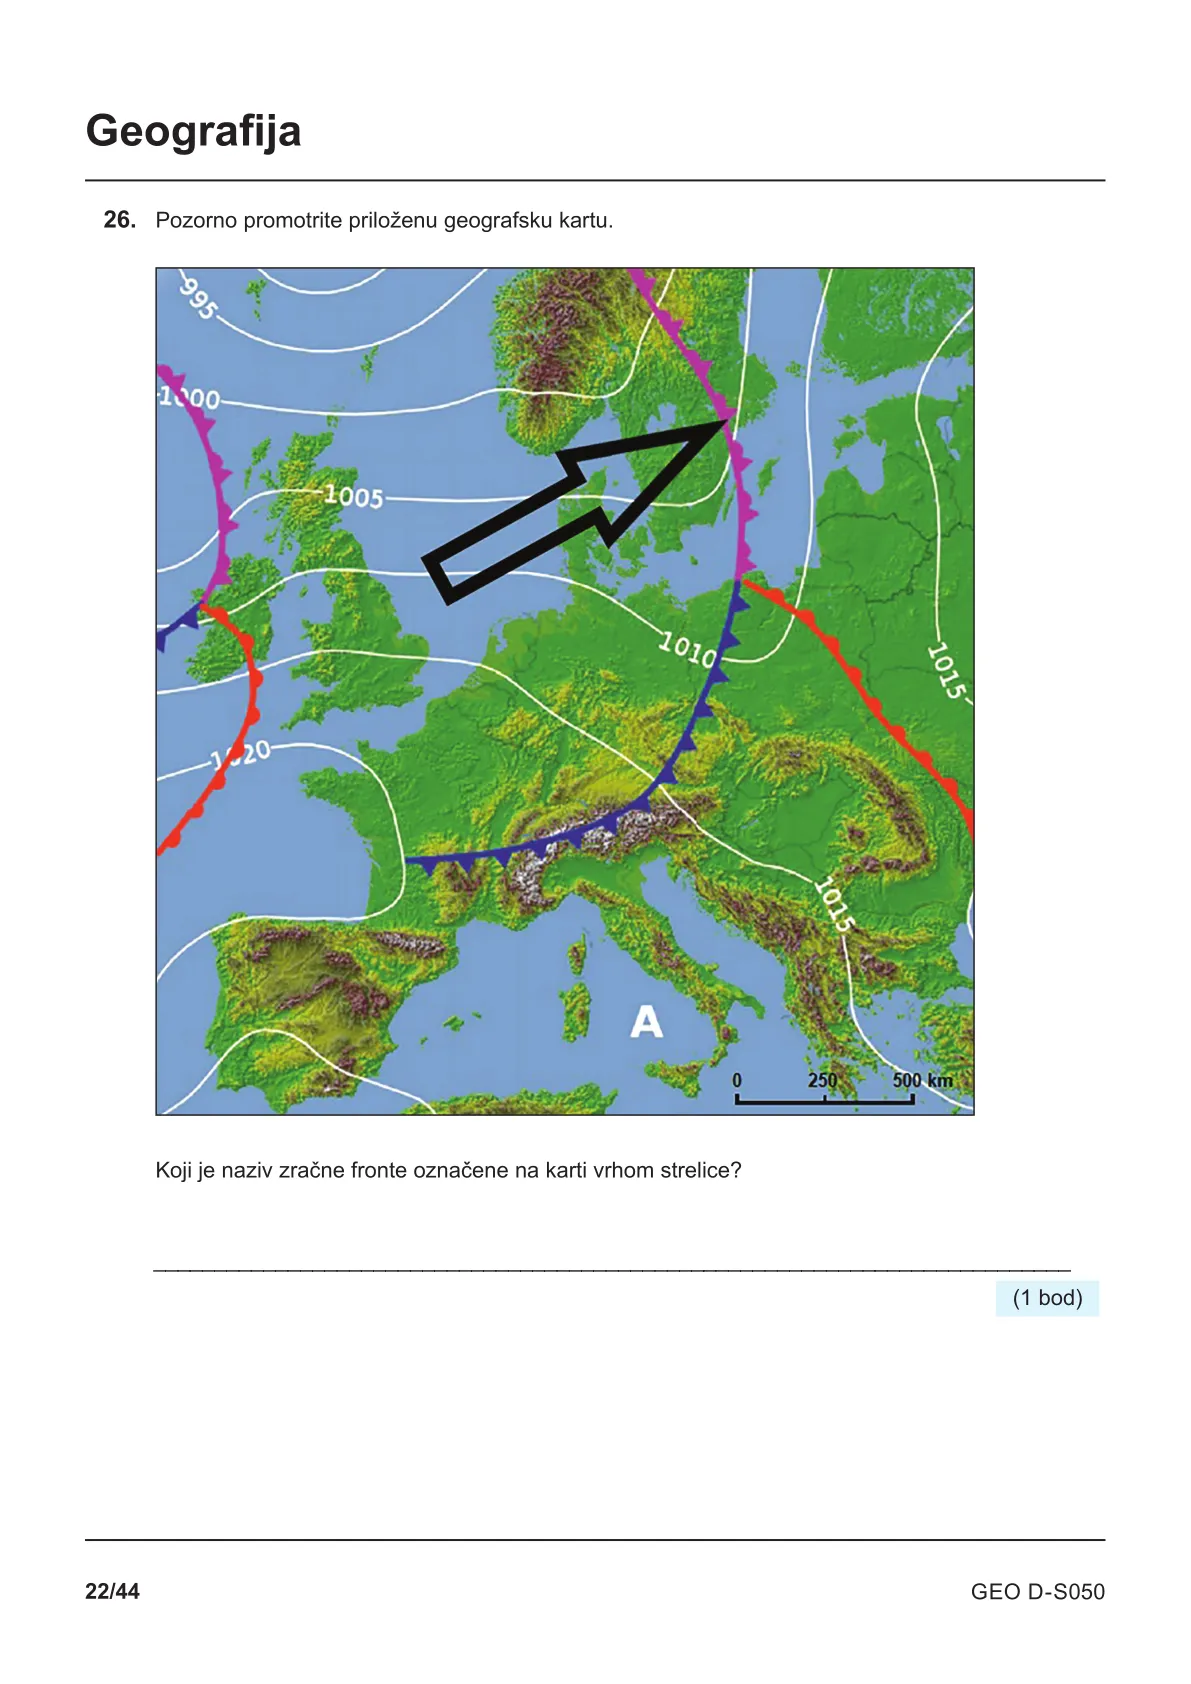 Geografija
26. Pozorno promotrite priloženu geografsku kartu.
995
1000
1005
1010
1015
1020
1015
A
0 250 500 km
Koji je naziv zračne fronte označene na karti vrhom strelice?
(1 bod)
22/44
GEO D-S050